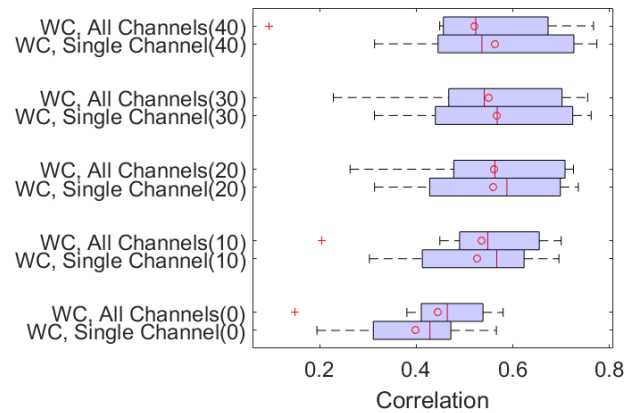 WC, All Channels(40)
WC, Single Channel(40)
WC, All Channels(30)
WC, Single Channel(30)
WC, All Channels(20)
WC, Single Channel(20)
WC, All Channels(10)
WC, Single Channel(10)
WC, All Channels(0)
WC, Single Channel(0)
0.2 0.4 0.6 0.8
Correlation